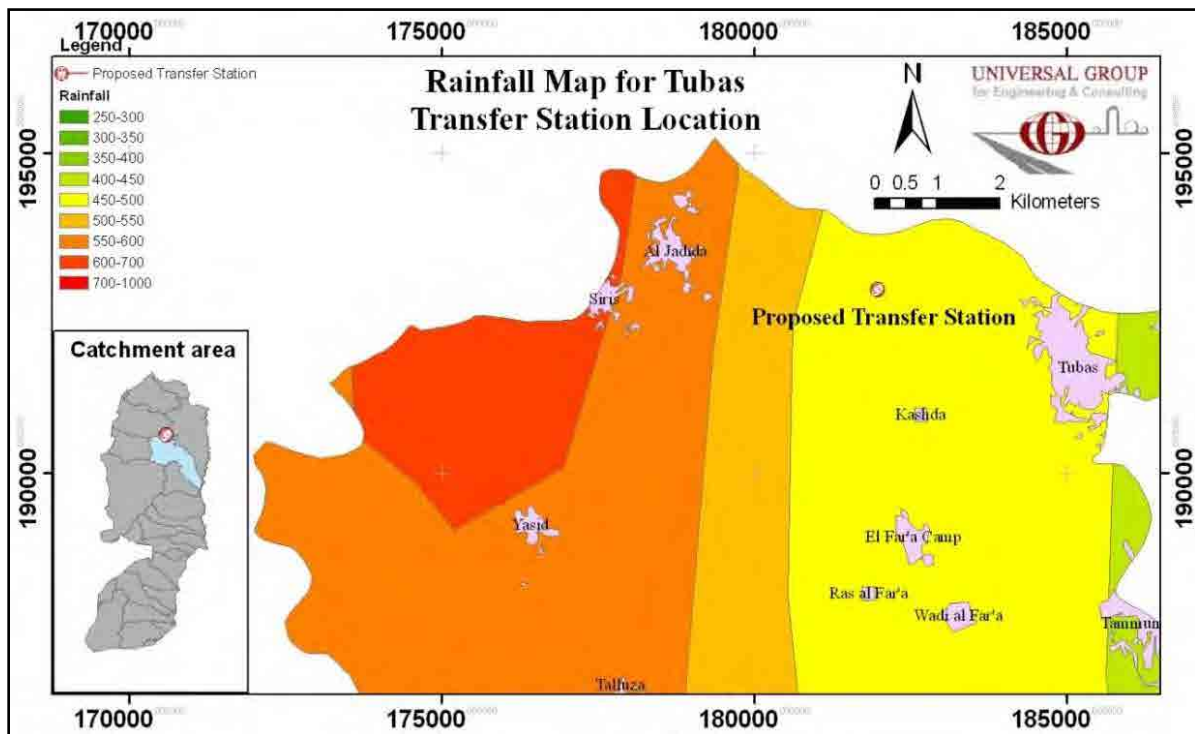 170000 175000 180000 185000
Legend
Proposed Transfer Station
Rainfall
250-300
300-350
350-400
400-450
450-500
500-550
550-600
600-700
700-1000
Rainfall Map for Tubas
Transfer Station Location
N
UNIVERSAL GROUP
for Engineering & Consulting
0 0.5 1 2
Kilometers
195000
195000
Al Jadida
Siris
Proposed Transfer Station
Catchment area
Tubas
Kashda
190000
190000
Yasid
El Far'a Camp
Ras al Far'a
Wadi al Far'a
Tammun
Talluza
170000 175000 180000 185000